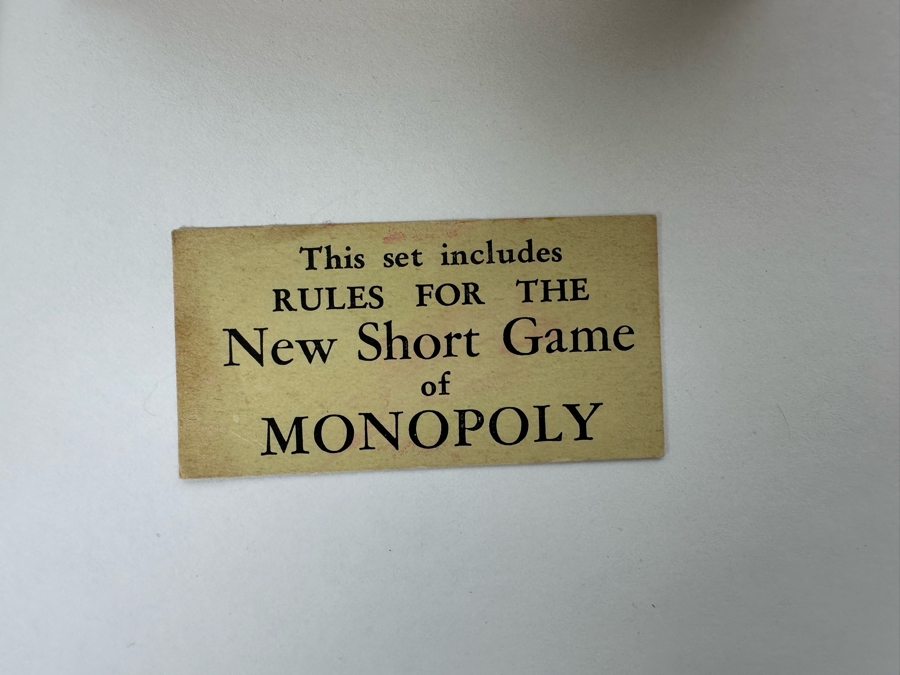 This set includes
RULES FOR THE
New Short Game
of
MONOPOLY